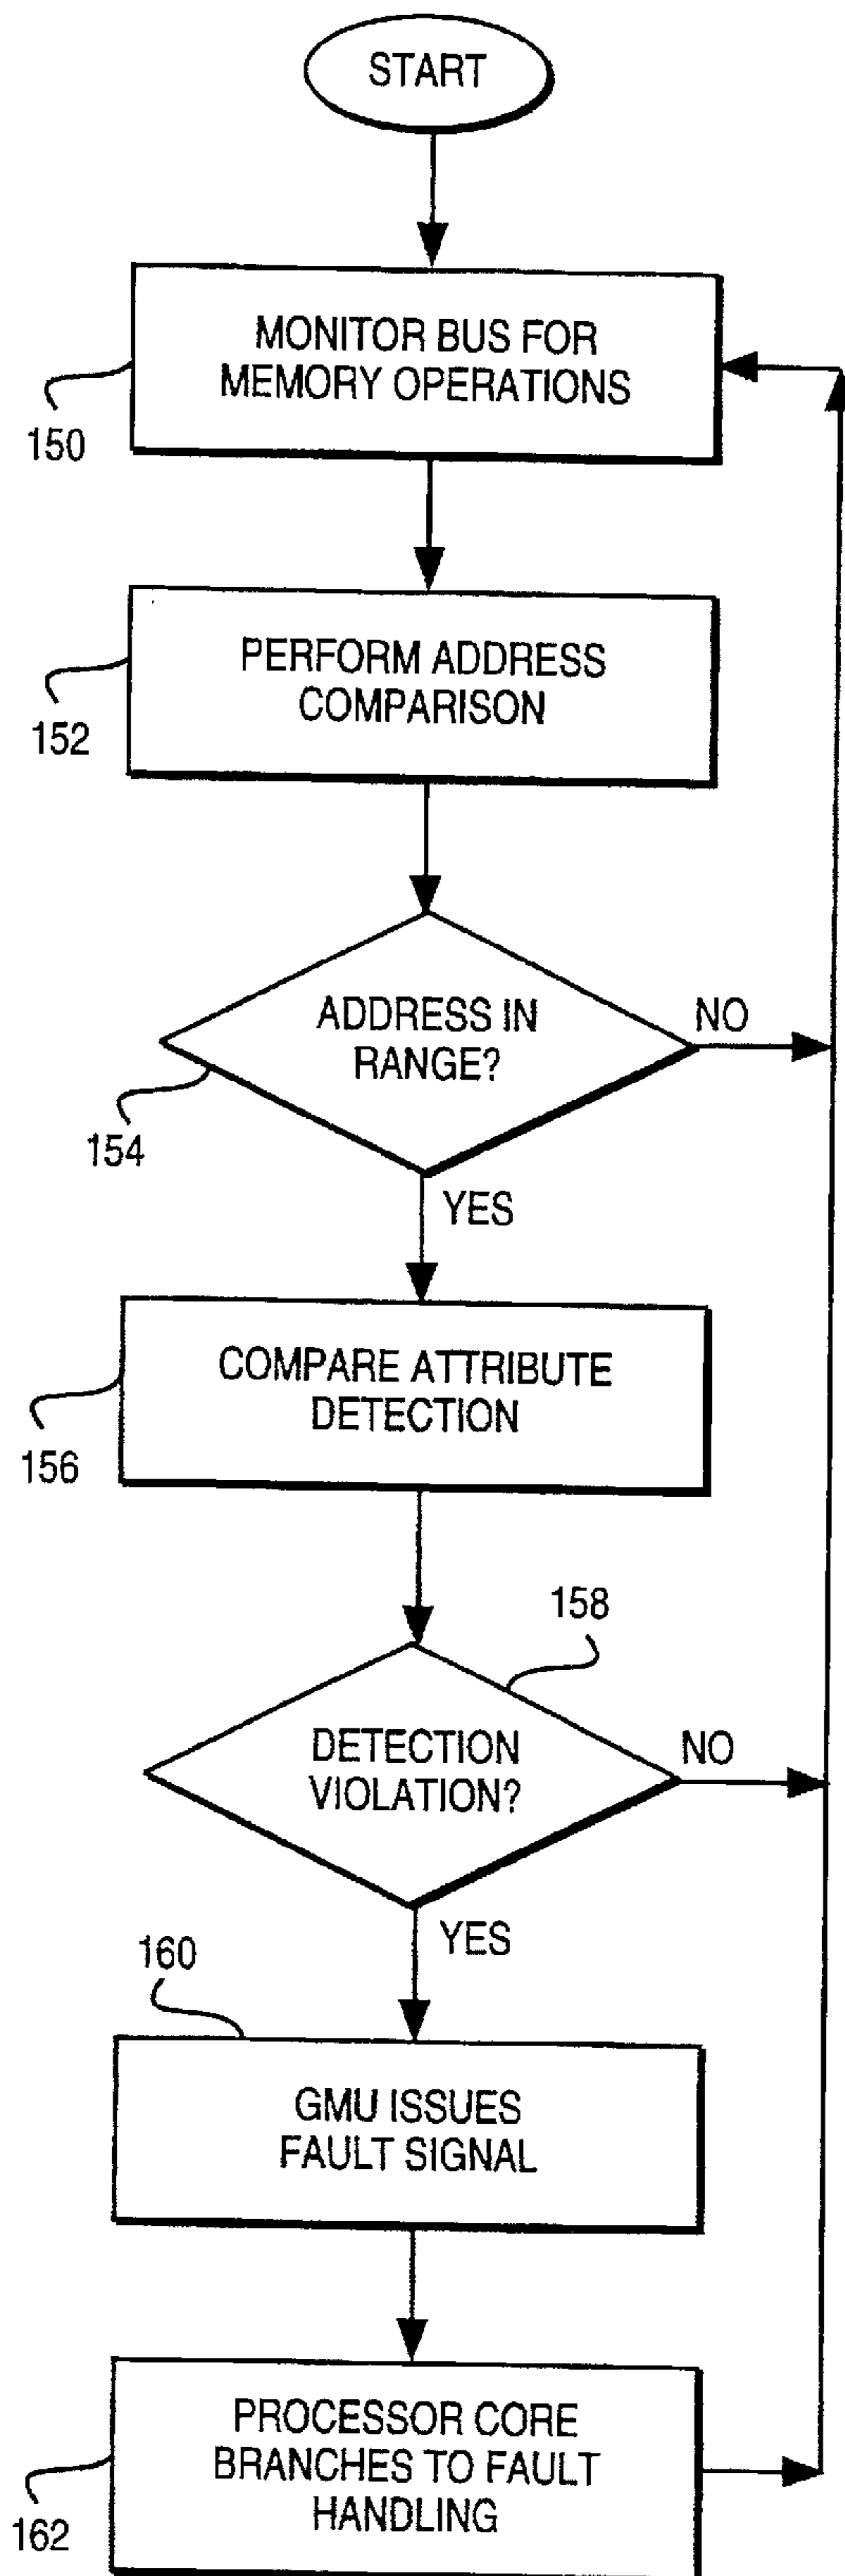 START
MONITOR BUS FOR
MEMORY OPERATIONS
150
PERFORM ADDRESS
COMPARISON
152
ADDRESS IN
RANGE?
NO
154
YES
COMPARE ATTRIBUTE
DETECTION
156
158
DETECTION
VIOLATION?
NO
YES
160
GMU ISSUES
FAULT SIGNAL
PROCESSOR CORE
BRANCHES TO FAULT
HANDLING
162